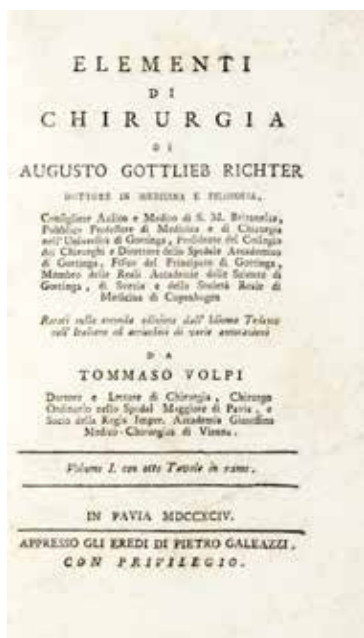 ELEMENTI
DI
CHIRURGIA
DI
AUGUSTO GOTTLIEB RICHTER
DOTTORE IN MEDICINA E FILOSOFIA,
Consigliere Aulico e Medico di S. M. Britannica,
Pubblico Professore di Medicina e di Chirurgia
nell'Università di Gottinga, Presidente del Collegio
dei Chirurghi e Direttore dello Spedale Accademico
di Gottinga, Fisico del Principato di Gottinga,
Membro delle Reali Accademie delle Scienze di
Gottinga, di Svezia e della Società Reale di
Medicina di Copenhagen
Recati sulla seconda edizione dall' Idioma Tedesco
nell' Italiano ed arricchiti di varie annotazioni
DA
TOMMASO VOLPI
Dottore e Lettore di Chirurgia, Chirurgo
Ordinario nello Spedal Maggiore di Pavia, e
Socio della Regia Imper. Accademia Gioseffina
Medico-Chirurgica di Vienna.
Volume I. con otto Tavole in rame.
IN PAVIA MDCCXCIV.
APPRESSO GLI EREDI DI PIETRO GALEAZZI.
CON PRIVILEGIO.